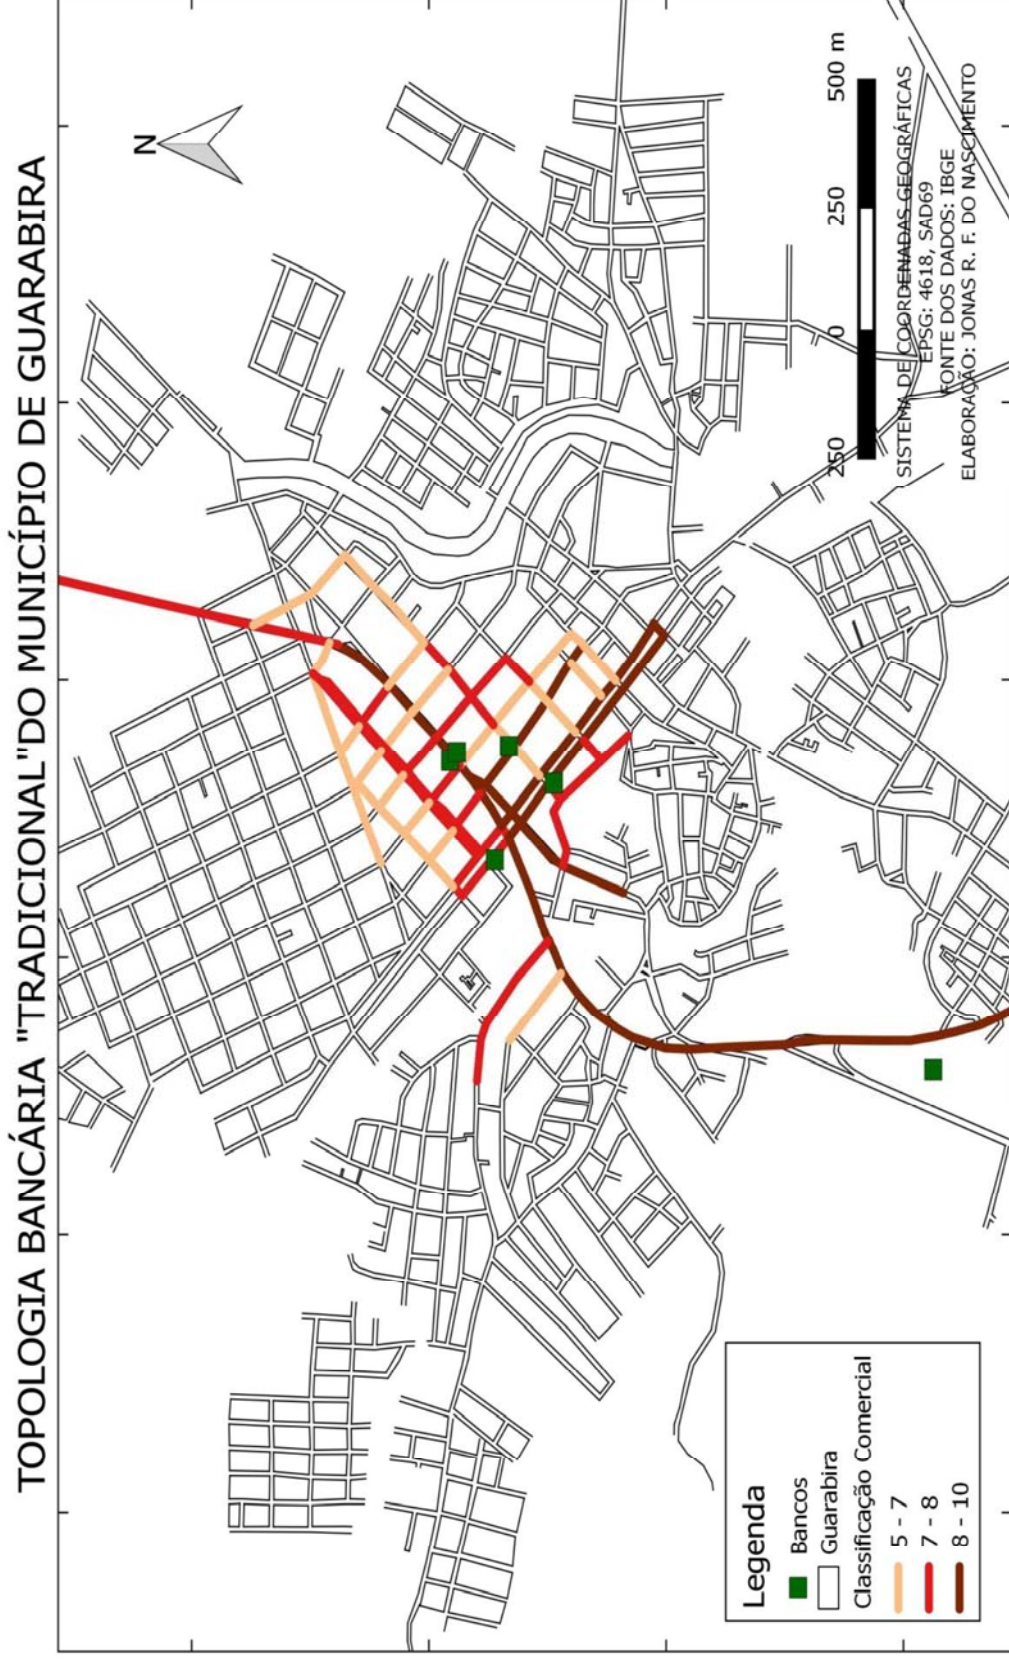 TOPOLOGIA BANCÁRIA "TRADICIONAL"DO MUNICÍPIO DE GUARABIRA
N
Legenda
Bancos
Guarabira
Classificação Comercial
5 - 7
7 - 8
8 - 10
250 0 250 500 m
SISTEMA DE COORDENADAS GEOGRÁFICAS
EPSG: 4618, SAD69
FONTE DOS DADOS: IBGE
ELABORAÇÃO: JONAS R. F. DO NASCIMENTO